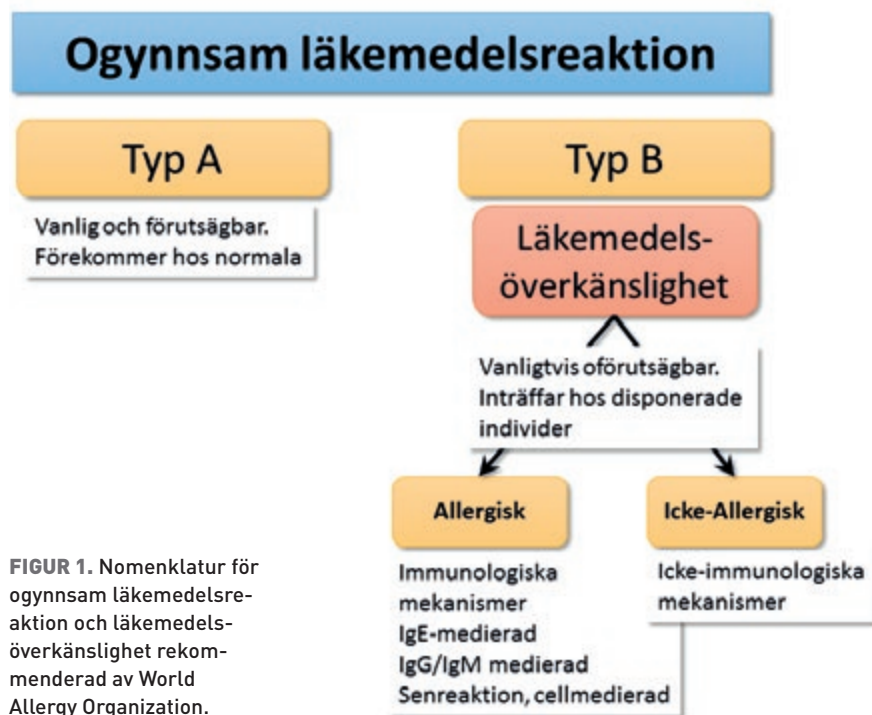 Ogynnsam läkemedelsreaktion
Typ A
Vanlig och förutsägbar.
Förekommer hos normala
Typ B
Läkemedels-
överkänslighet
Vanligtvis oförutsägbar.
Inträffar hos disponerade
individer
Allergisk
Immunologiska
mekanismer
IgE-medierad
IgG/IgM medierad
Senreaktion, cellmedierad
Icke-Allergisk
Icke-immunologiska
mekanismer
FIGUR 1. Nomenklatur för
ogynnsam läkemedelsre-
aktion och läkemedels-
överkänslighet rekom-
menderad av World
Allergy Organization.